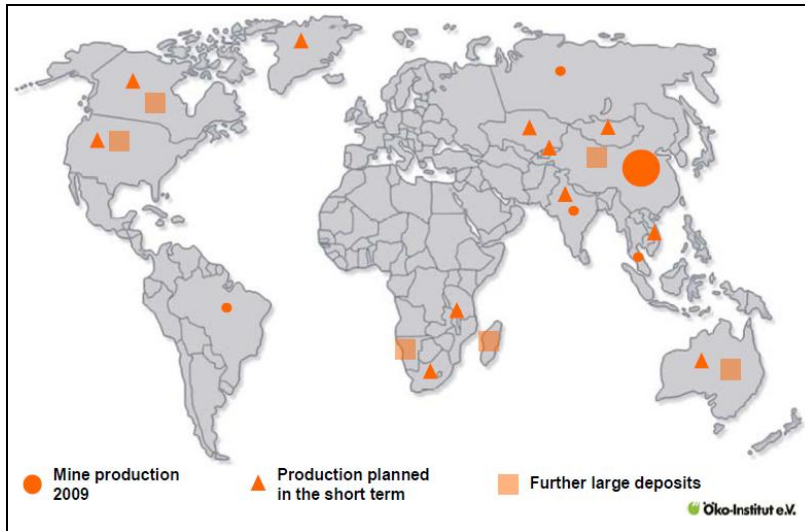 Mine production
2009
Production planned
in the short term
Further large deposits
Öko-Institut e.V.